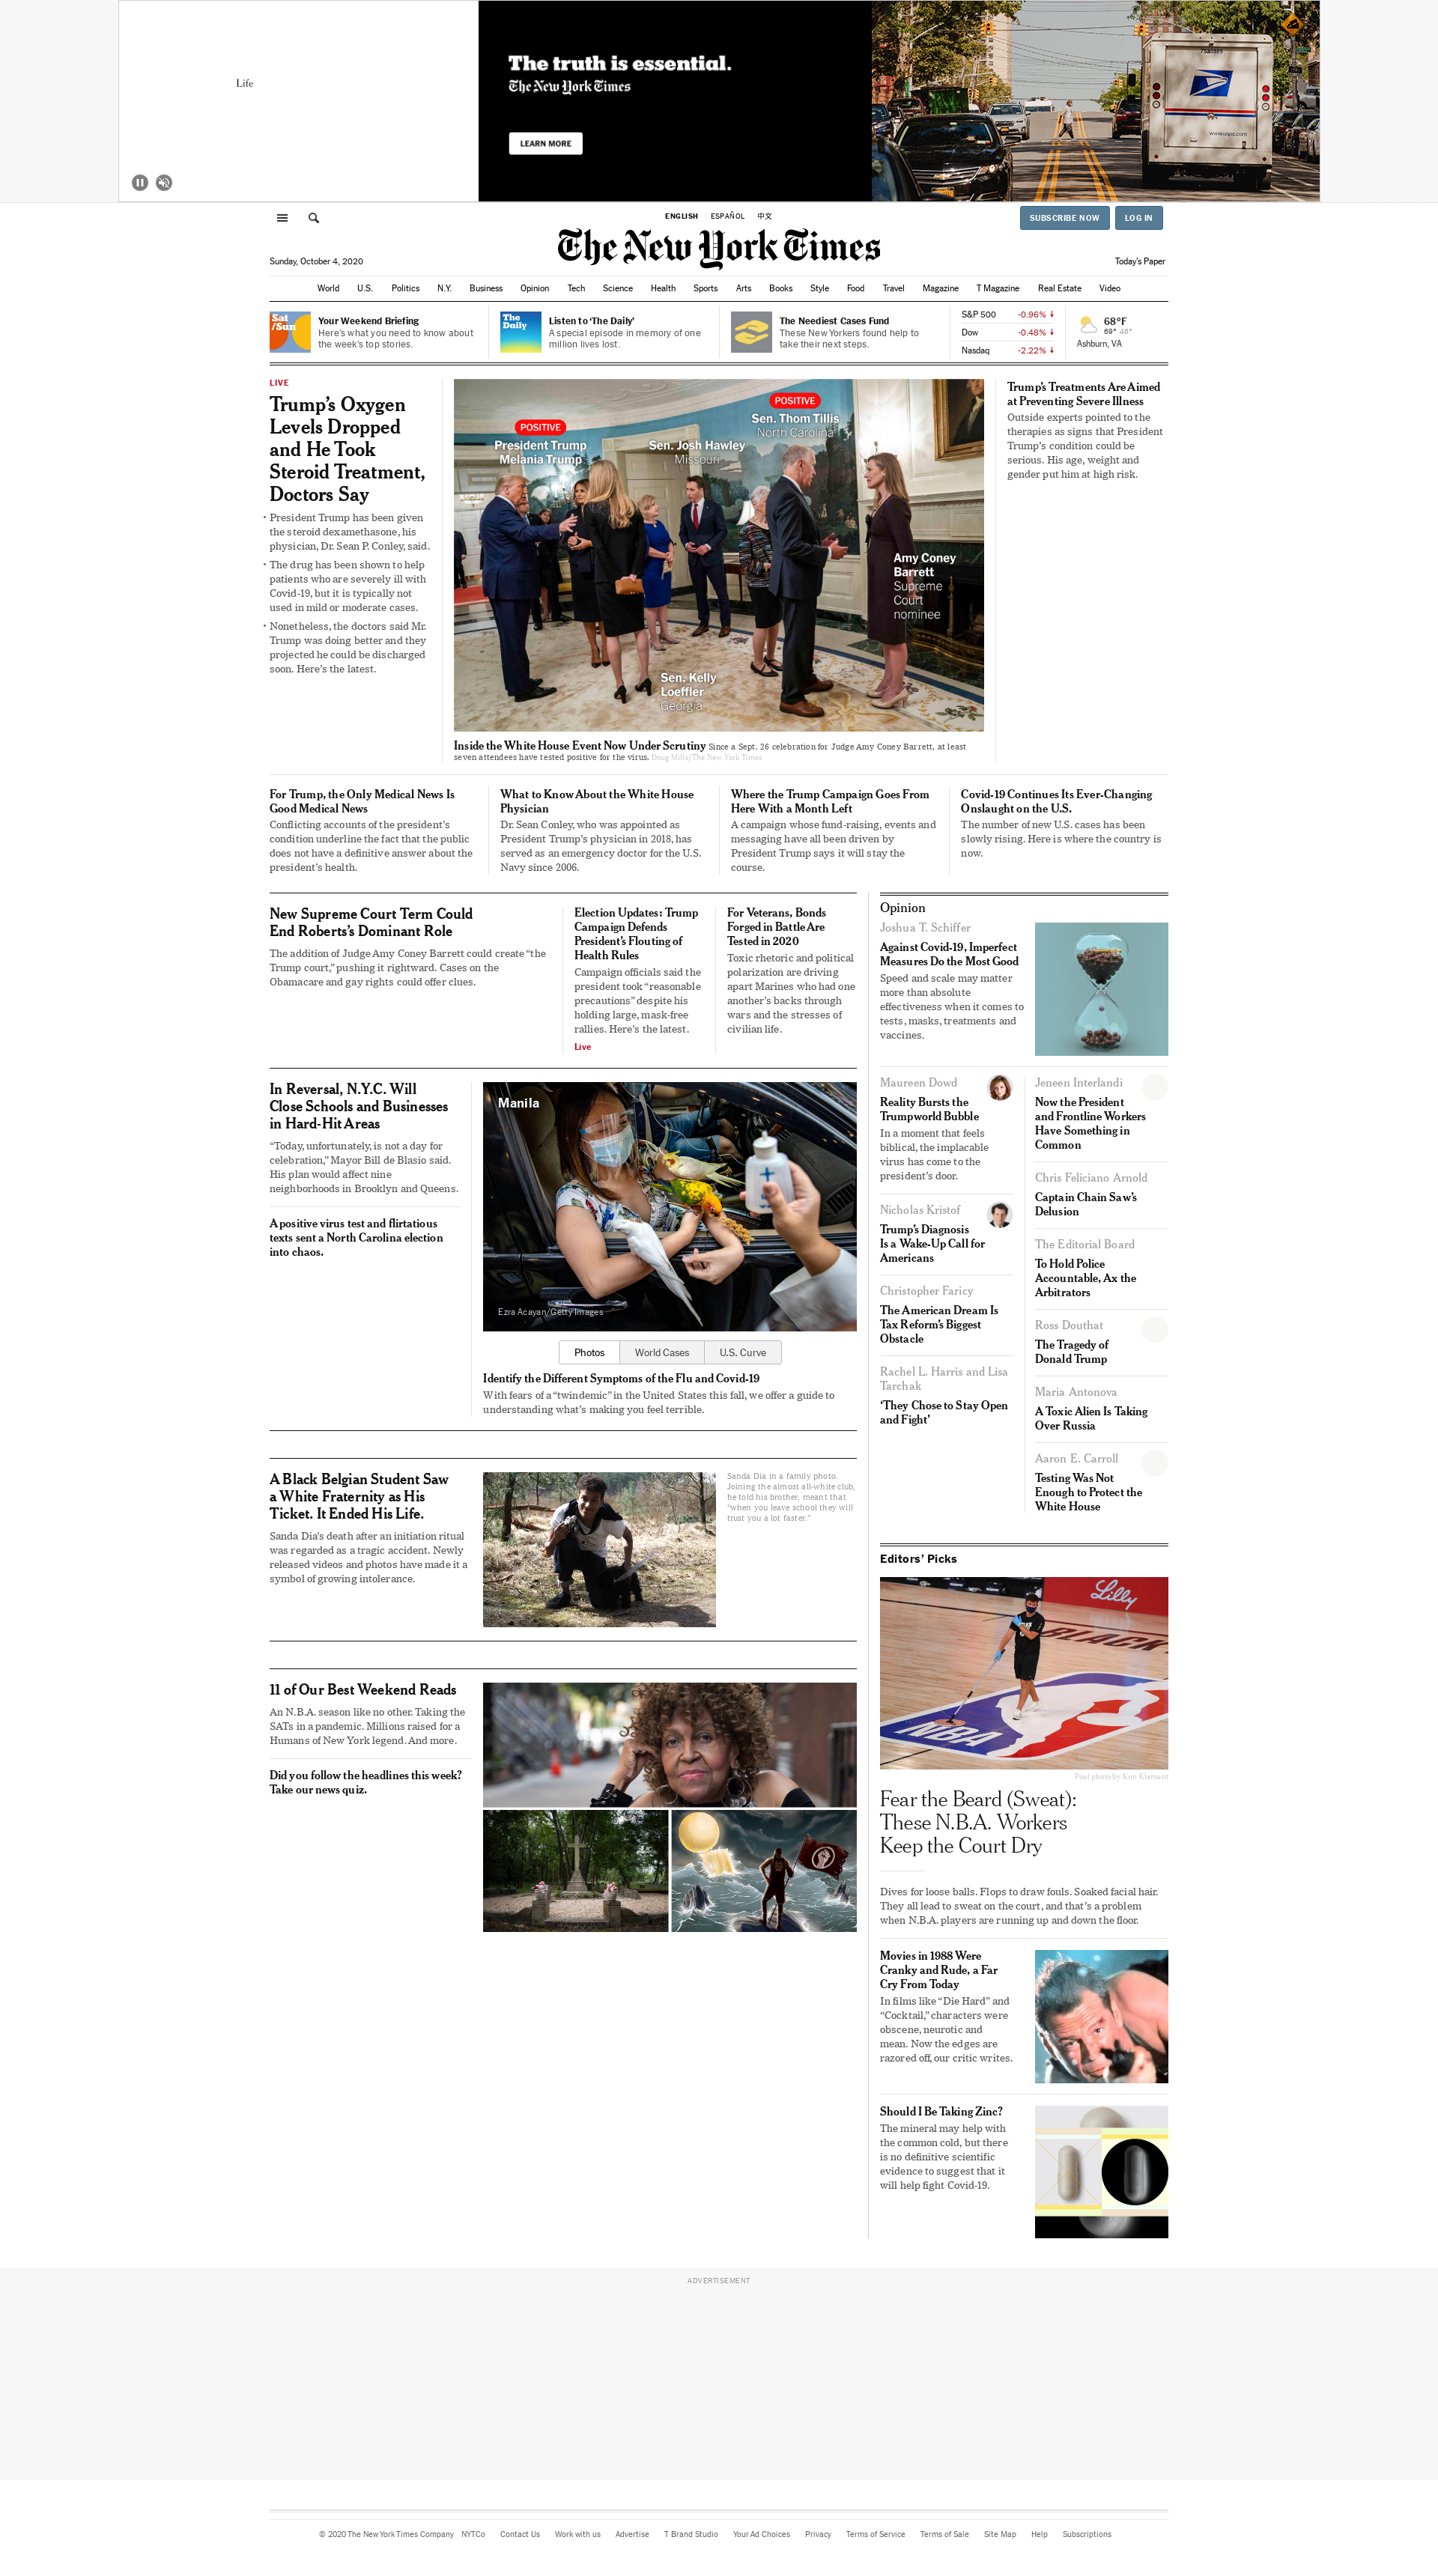 Life
The truth is essential.
The New York Times
LEARN MORE
ENGLISH ESPAÑOL 中文
SUBSCRIBE NOW LOG IN
The New York Times
Sunday, October 4, 2020
Today's Paper
World U.S. Politics N.Y. Business Opinion Tech Science Health Sports Arts Books Style Food Travel Magazine T Magazine Real Estate Video
Sat
/Sun
Your Weekend Briefing
Here's what you need to know about
the week's top stories.
The
Daily
Listen to 'The Daily'
A special episode in memory of one
million lives lost.
The Neediest Cases Fund
These New Yorkers found help to
take their next steps.
S&P 500 -0.96%
Dow -0.48%
Nasdaq -2.22%
68°F
69° 46°
Ashburn, VA
LIVE
Trump's Oxygen
Levels Dropped
and He Took
Steroid Treatment,
Doctors Say
• President Trump has been given
the steroid dexamethasone, his
physician, Dr. Sean P. Conley, said.
• The drug has been shown to help
patients who are severely ill with
Covid-19, but it is typically not
used in mild or moderate cases.
• Nonetheless, the doctors said Mr.
Trump was doing better and they
projected he could be discharged
soon. Here's the latest.
POSITIVE
President Trump
Melania Trump
Sen. Josh Hawley
Missouri
POSITIVE
Sen. Thom Tillis
North Carolina
Amy Coney
Barrett
Supreme
Court
nominee
Sen. Kelly
Loeffler
Georgia
Inside the White House Event Now Under Scrutiny Since a Sept. 26 celebration for Judge Amy Coney Barrett, at least
seven attendees have tested positive for the virus. Doug Mills/The New York Times
Trump's Treatments Are Aimed
at Preventing Severe Illness
Outside experts pointed to the
therapies as signs that President
Trump's condition could be
serious. His age, weight and
gender put him at high risk.
For Trump, the Only Medical News Is
Good Medical News
Conflicting accounts of the president's
condition underline the fact that the public
does not have a definitive answer about the
president's health.
What to Know About the White House
Physician
Dr. Sean Conley, who was appointed as
President Trump's physician in 2018, has
served as an emergency doctor for the U.S.
Navy since 2006.
Where the Trump Campaign Goes From
Here With a Month Left
A campaign whose fund-raising, events and
messaging have all been driven by
President Trump says it will stay the
course.
Covid-19 Continues Its Ever-Changing
Onslaught on the U.S.
The number of new U.S. cases has been
slowly rising. Here is where the country is
now.
New Supreme Court Term Could
End Roberts's Dominant Role
The addition of Judge Amy Coney Barrett could create "the
Trump court," pushing it rightward. Cases on the
Obamacare and gay rights could offer clues.
Election Updates: Trump
Campaign Defends
President's Flouting of
Health Rules
Campaign officials said the
president took "reasonable
precautions" despite his
holding large, mask-free
rallies. Here's the latest.
Live
For Veterans, Bonds
Forged in Battle Are
Tested in 2020
Toxic rhetoric and political
polarization are driving
apart Marines who had one
another's backs through
wars and the stresses of
civilian life.
In Reversal, N.Y.C. Will
Close Schools and Businesses
in Hard-Hit Areas
"Today, unfortunately, is not a day for
celebration," Mayor Bill de Blasio said.
His plan would affect nine
neighborhoods in Brooklyn and Queens.
A positive virus test and flirtatious
texts sent a North Carolina election
into chaos.
Manila
Ezra Acayan/Getty Images
Photos World Cases U.S. Curve
Identify the Different Symptoms of the Flu and Covid-19
With fears of a "twindemic" in the United States this fall, we offer a guide to
understanding what's making you feel terrible.
A Black Belgian Student Saw
a White Fraternity as His
Ticket. It Ended His Life.
Sanda Dia's death after an initiation ritual
was regarded as a tragic accident. Newly
released videos and photos have made it a
symbol of growing intolerance.
Sanda Dia in a family photo.
Joining the almost all-white club,
he told his brother, meant that
"when you leave school they will
trust you a lot faster."
11 of Our Best Weekend Reads
An N.B.A. season like no other. Taking the
SATs in a pandemic. Millions raised for a
Humans of New York legend. And more.
Did you follow the headlines this week?
Take our news quiz.
Opinion
Joshua T. Schiffer
Against Covid-19, Imperfect
Measures Do the Most Good
Speed and scale may matter
more than absolute
effectiveness when it comes to
tests, masks, treatments and
vaccines.
Maureen Dowd
Reality Bursts the
Trumpworld Bubble
In a moment that feels
biblical, the implacable
virus has come to the
president's door.
Nicholas Kristof
Trump's Diagnosis
Is a Wake-Up Call for
Americans
Christopher Faricy
The American Dream Is
Tax Reform's Biggest
Obstacle
Rachel L. Harris and Lisa
Tarchak
'They Chose to Stay Open
and Fight'
Jeneen Interlandi
Now the President
and Frontline Workers
Have Something in
Common
Chris Feliciano Arnold
Captain Chain Saw's
Delusion
The Editorial Board
To Hold Police
Accountable, Ax the
Arbitrators
Ross Douthat
The Tragedy of
Donald Trump
Maria Antonova
A Toxic Alien Is Taking
Over Russia
Aaron E. Carroll
Testing Was Not
Enough to Protect the
White House
Editors' Picks
Lilly
BLACK
NBA
Pool photo by Kim Klement
Fear the Beard (Sweat):
These N.B.A. Workers
Keep the Court Dry
Dives for loose balls. Flops to draw fouls. Soaked facial hair.
They all lead to sweat on the court, and that's a problem
when N.B.A. players are running up and down the floor.
Movies in 1988 Were
Cranky and Rude, a Far
Cry From Today
In films like "Die Hard" and
"Cocktail," characters were
obscene, neurotic and
mean. Now the edges are
razored off, our critic writes.
Should I Be Taking Zinc?
The mineral may help with
the common cold, but there
is no definitive scientific
evidence to suggest that it
will help fight Covid-19.
ADVERTISEMENT
© 2020 The New York Times Company NYTCo Contact Us Work with us Advertise T Brand Studio Your Ad Choices Privacy Terms of Service Terms of Sale Site Map Help Subscriptions